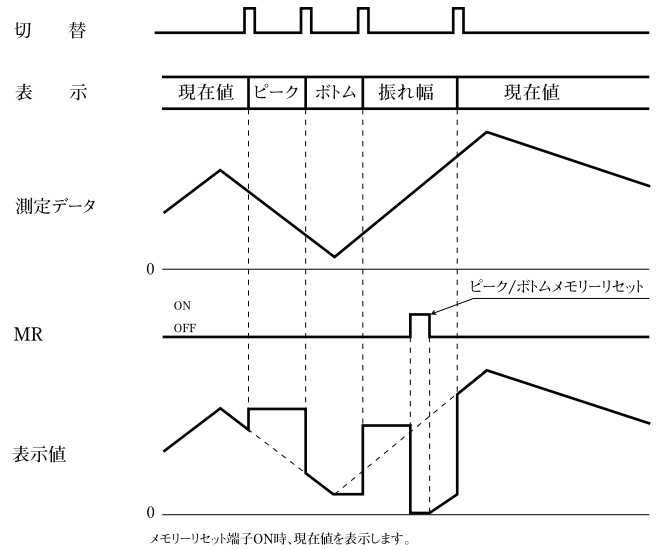 切　替
表　示
現在値 ピーク ボトム 振れ幅 現在値
測定データ
0
ピーク/ボトムメモリーリセット
ON
OFF
MR
表示値
0
メモリーリセット端子ON時、現在値を表示します。